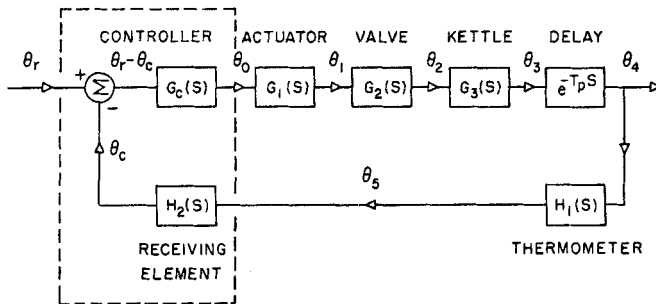 CONTROLLER ACTUATOR VALVE KETTLE DELAY
θr + Σ - θr-θc Gc(S) θ0 G1(S) θ1 G2(S) θ2 G3(S) θ3 e^-TpS θ4
θc
H2(S) θ5 H1(S)
RECEIVING ELEMENT
THERMOMETER